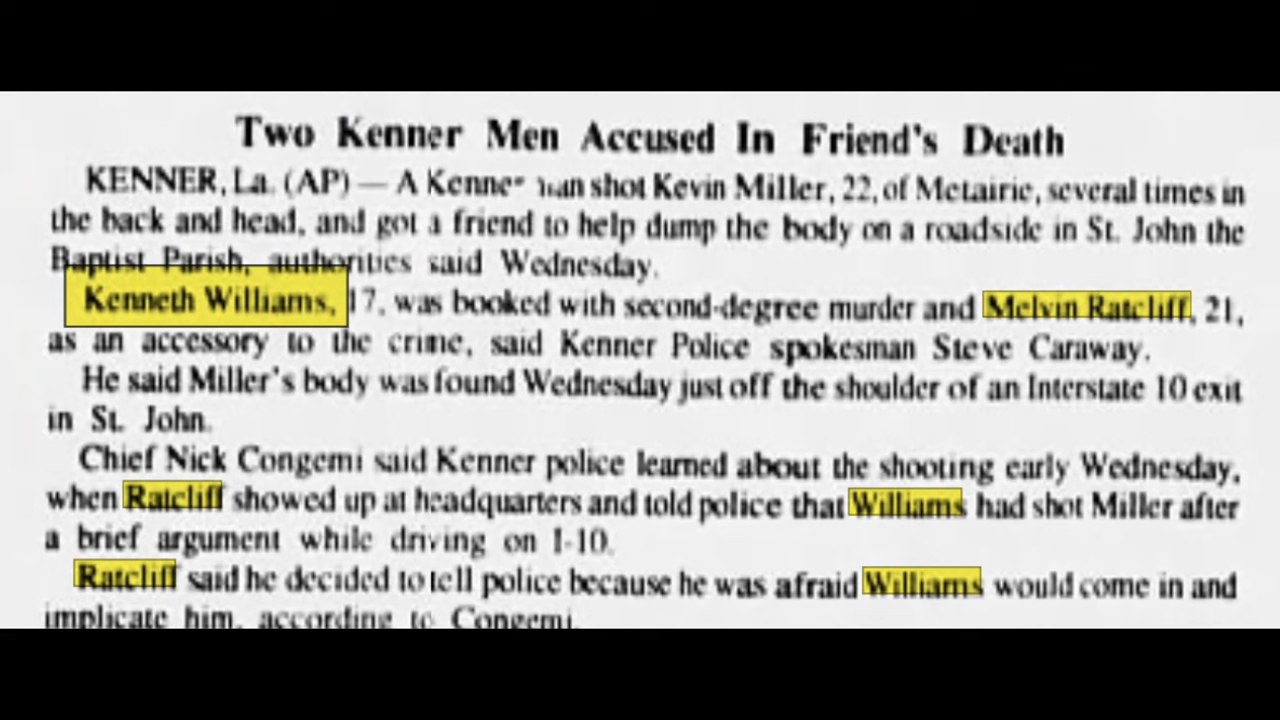 Two Kenner Men Accused In Friend's Death
KENNER, La. (AP) — A Kenner man shot Kevin Miller, 22, of Metairie, several times in
the back and head, and got a friend to help dump the body on a roadside in St. John the
Baptist Parish, authorities said Wednesday.
Kenneth Williams, 17, was booked with second-degree murder and Melvin Ratcliff, 21,
as an accessory to the crime, said Kenner Police spokesman Steve Caraway.
He said Miller's body was found Wednesday just off the shoulder of an Interstate 10 exit
in St. John.
Chief Nick Congemi said Kenner police learned about the shooting early Wednesday,
when Ratcliff showed up at headquarters and told police that Williams had shot Miller after
a brief argument while driving on I-10.
Ratcliff said he decided to tell police because he was afraid Williams would come in and
implicate him, according to Congemi.